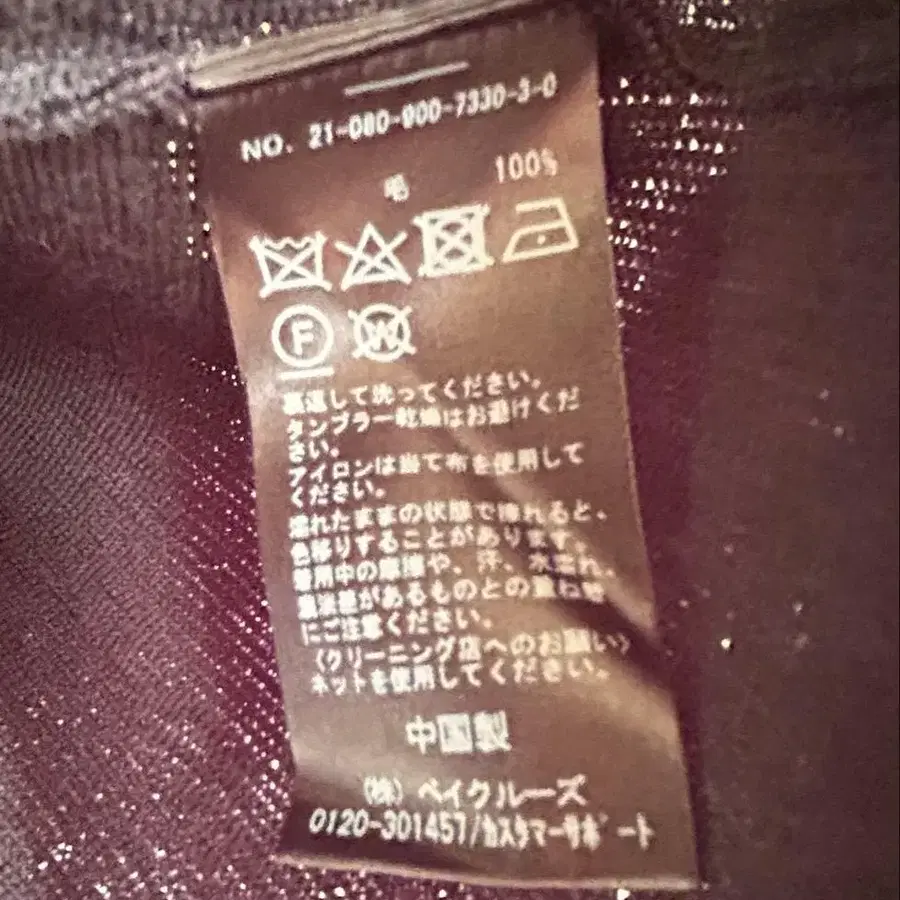 NO. 21-080-900-7330-3-0
毛 100%
F W
裏返して洗ってください。
タンブラー乾燥はお避けくだ
さい。
アイロンは当て布を使用して
ください。
濡れたままの状態で擦れると、
色移りすることがあります。
着用中の摩擦や、汗、水濡れ、
濃淡差があるものとの重ね着
にご注意ください。
〈クリーニング店へのお願い〉
ネットを使用してください。
中国製
(株) ベイクルーズ
0120-301457/カスタマーサポート